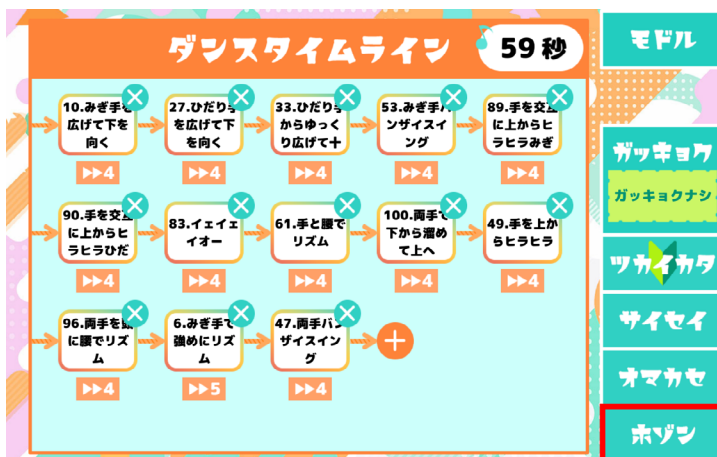 ダンスタイムライン
59 秒
モドル
10.みぎ手を
広げて下を
向く
27.ひだり手
を広げて下
を向く
33.ひだり手
からゆっく
り広げて十
53.みぎ手バ
ンザイスイ
ング
89.手を交互
に上からヒ
ラヒラみぎ
▶▶4
▶▶4
▶▶4
▶▶4
▶▶4
ガッキョク
ガッキョクナシ
90.手を交互
に上からヒ
ラヒラひだ
83.イェイェ
イオー
61.手と腰で
リズム
100.両手で
下から溜め
て上へ
49.手を上か
らヒラヒラ
▶▶4
▶▶4
▶▶4
▶▶4
▶▶4
ツカイカタ
サイセイ
96.両手を頭
に腰でリズ
ム
6.みぎ手で
強めにリズ
ム
47.両手バン
ザイスイン
グ
▶▶4
▶▶5
▶▶4
オマカセ
ホゾン